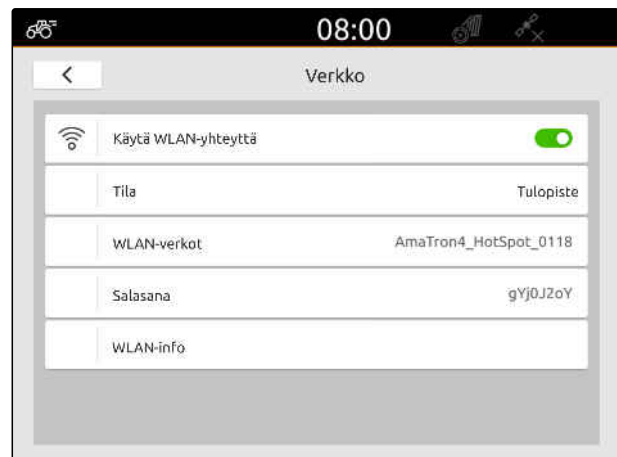 08:00
Verkko
Käytä WLAN-yhteyttä
Tila Tulopiste
WLAN-verkot AmaTron4_HotSpot_0118
Salasana gYj0J2oY
WLAN-info